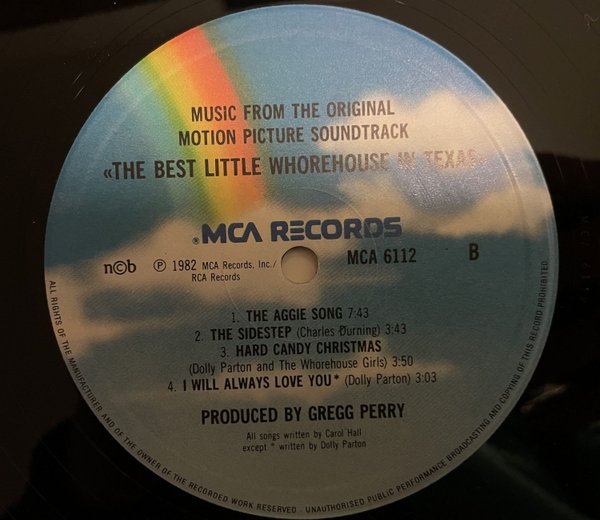 MUSIC FROM THE ORIGINAL
MOTION PICTURE SOUNDTRACK
«THE BEST LITTLE WHOREHOUSE IN TEXAS»
®MCA RECORDS
n©b ℗ 1982 MCA Records, Inc./
RCA Records
MCA 6112 B
1. THE AGGIE SONG 7:43
2. THE SIDESTEP (Charles Durning) 3:43
3. HARD CANDY CHRISTMAS
(Dolly Parton and The Whorehouse Girls) 3:50
4. I WILL ALWAYS LOVE YOU* (Dolly Parton) 3:03
PRODUCED BY GREGG PERRY
All songs written by Carol Hall
except * written by Dolly Parton
ALL RIGHTS OF THE MANUFACTURER AND OF THE OWNER OF THE RECORDED WORK RESERVED · UNAUTHORISED PUBLIC PERFORMANCE BROADCASTING AND COPYING OF THIS RECORD PROHIBITED